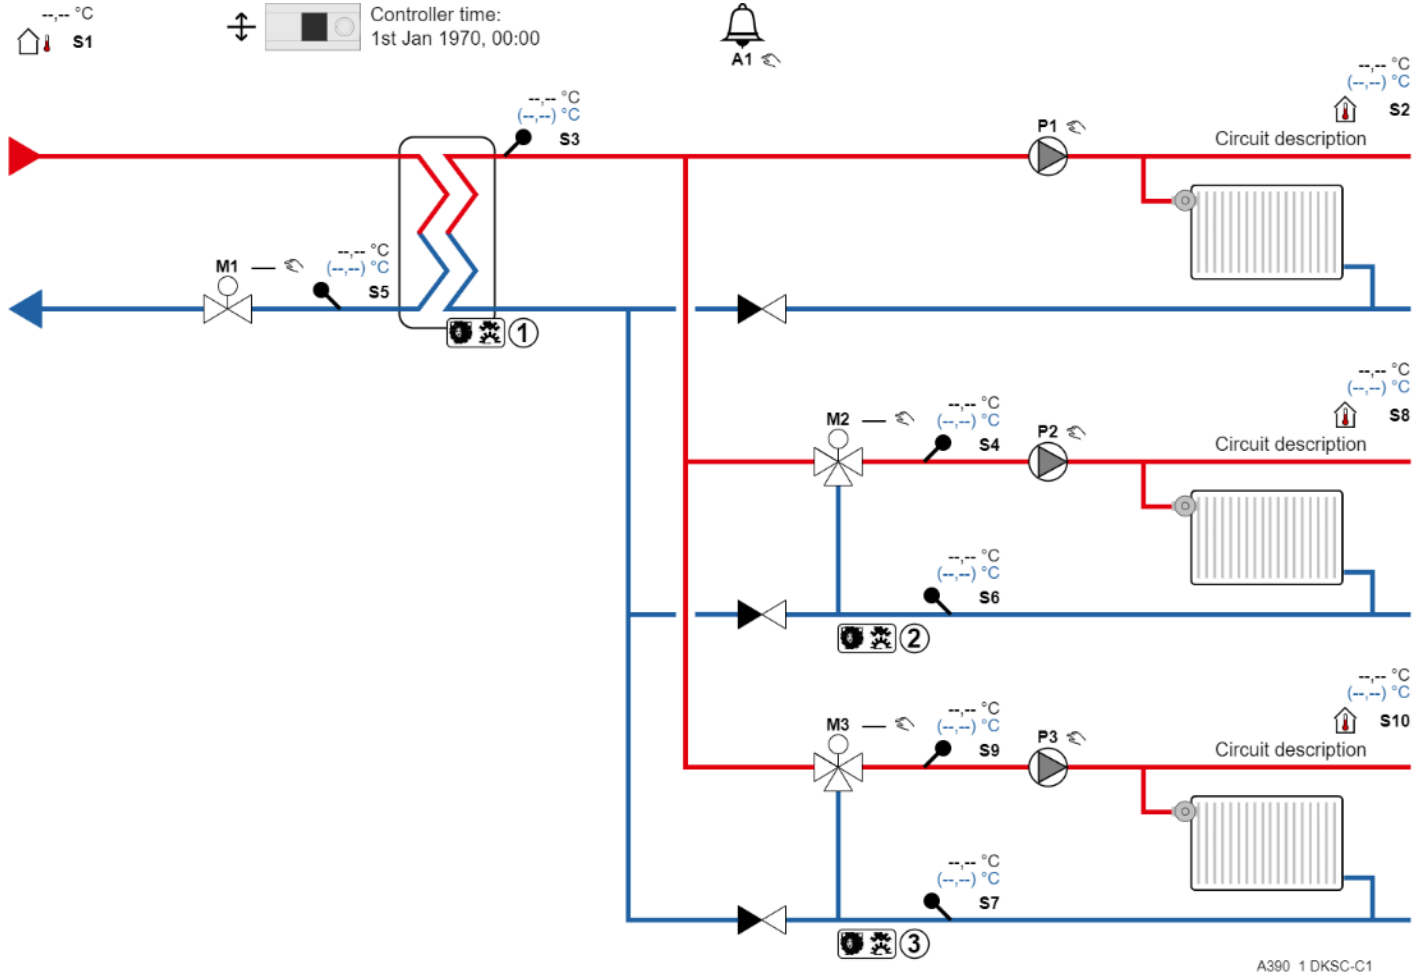 --,-- °C
S1
Controller time:
1st Jan 1970, 00:00
A1
--,-- °C
(--,--) °C
S2
--,-- °C
(--,--) °C
S3
P1
Circuit description
--,-- °C
(--,--) °C
S5
M1
1
--,-- °C
(--,--) °C
S8
M2
--,-- °C
(--,--) °C
S4
P2
Circuit description
--,-- °C
(--,--) °C
S6
2
--,-- °C
(--,--) °C
S10
M3
--,-- °C
(--,--) °C
S9
P3
Circuit description
--,-- °C
(--,--) °C
S7
3
A390 1 DKSC-C1